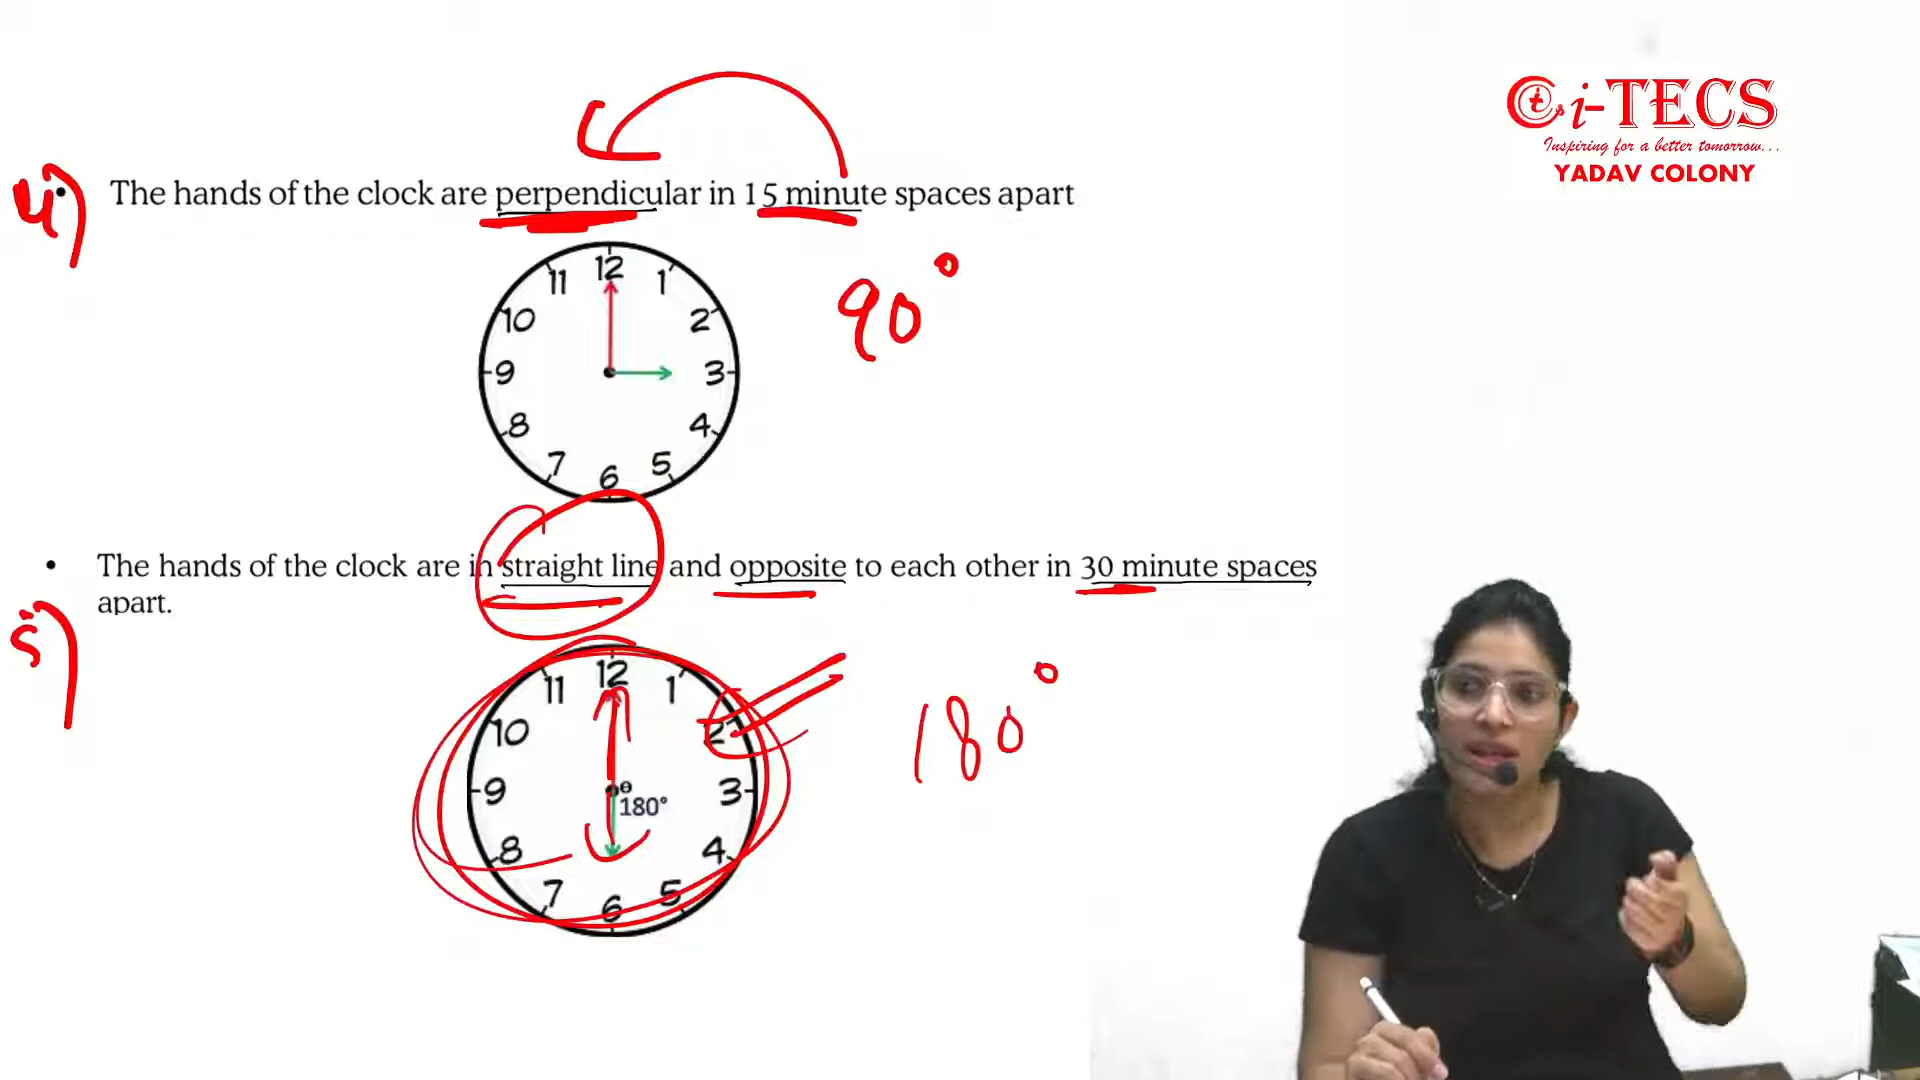 i-TECS
Inspiring for a better tomorrow...
YADAV COLONY
4) • The hands of the clock are perpendicular in 15 minute spaces apart
12
11 1
10 2
9 3
8 4
7 5
6
90°
• The hands of the clock are in straight line and opposite to each other in 30 minute spaces
apart.
5)
12
11 1
10 2
9 θ 3
180°
8 4
7 5
6
180°